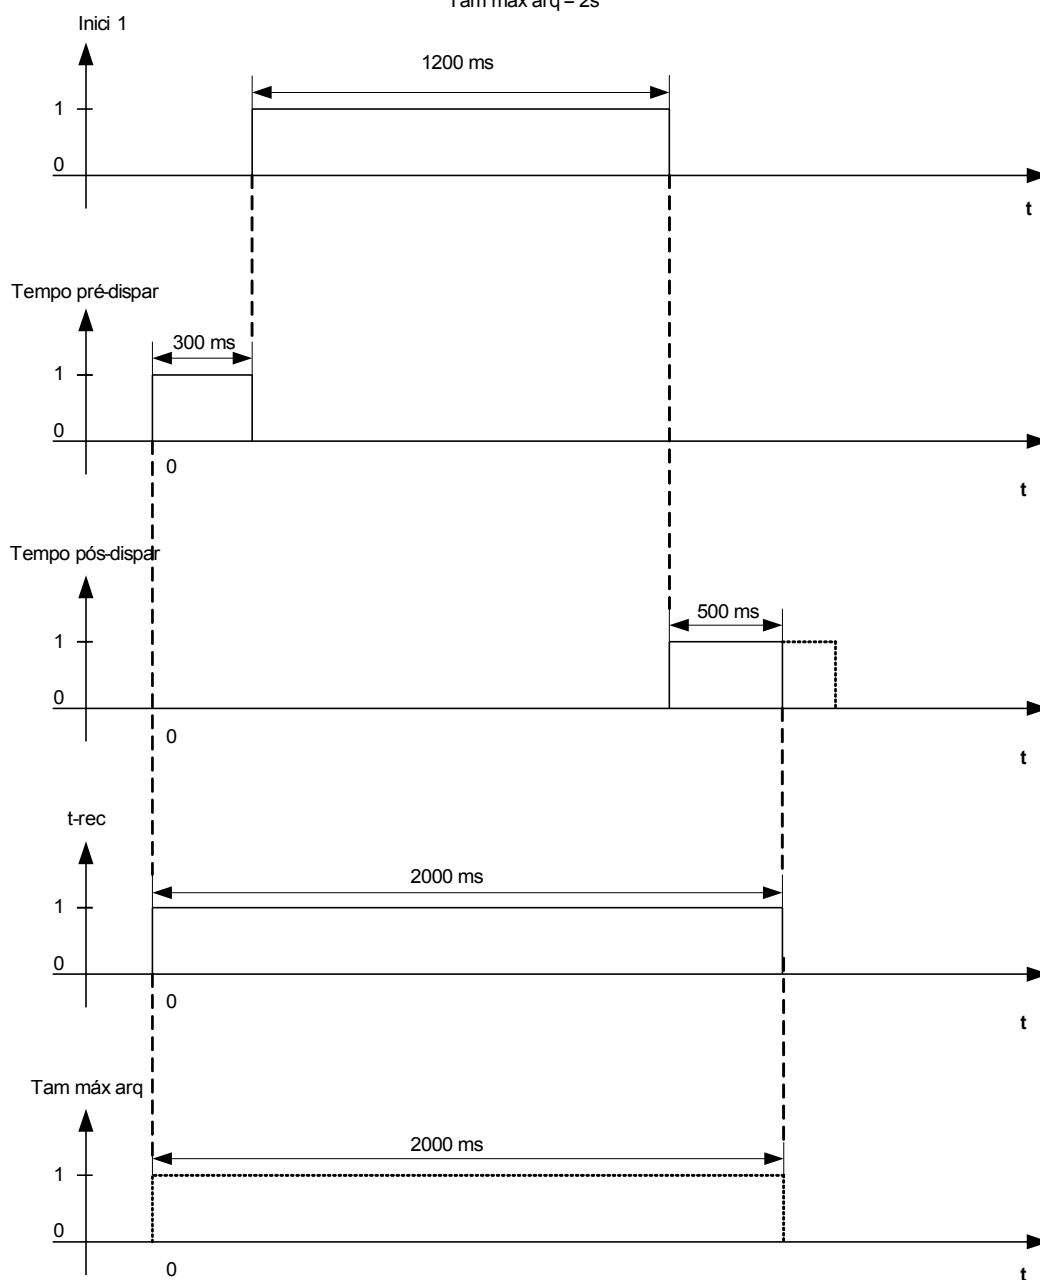 Tam máx arq = 2s
Inici 1
1200 ms
1
0
t
Tempo pré-dispar
300 ms
1
0
0
t
Tempo pós-dispar
500 ms
1
0
0
t
t-rec
2000 ms
1
0
0
t
Tam máx arq
2000 ms
1
0
0
t